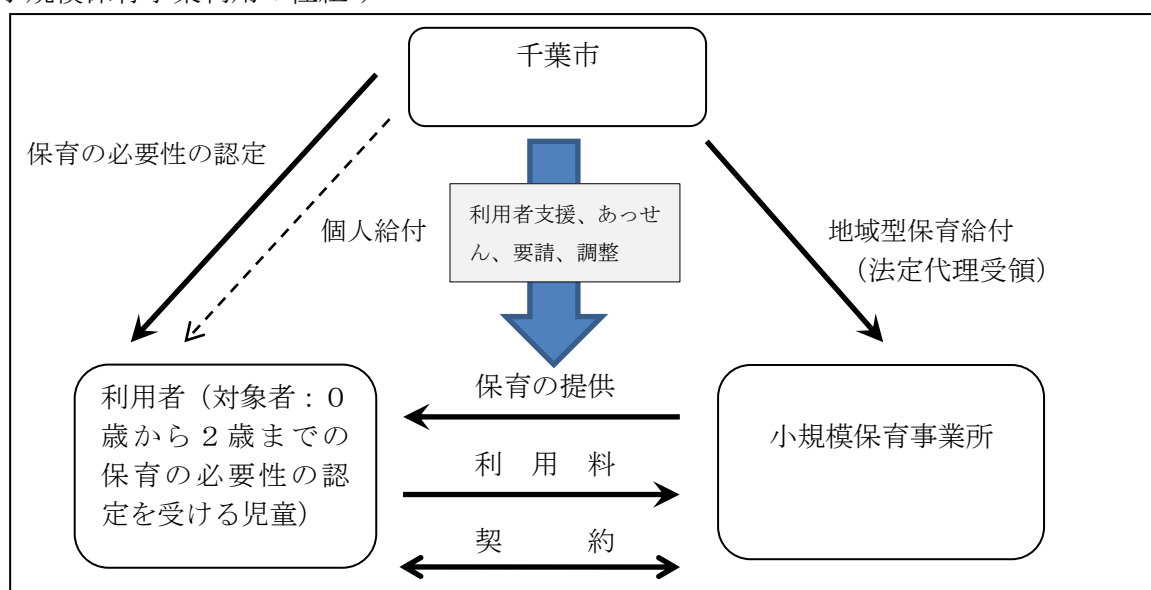 千葉市
保育の必要性の認定
個人給付
利用者支援、あっせ
ん、要請、調整
地域型保育給付
（法定代理受領）
利用者（対象者：０
歳から２歳までの
保育の必要性の認
定を受ける児童）
保育の提供
利　用　料
契　　　約
小規模保育事業所